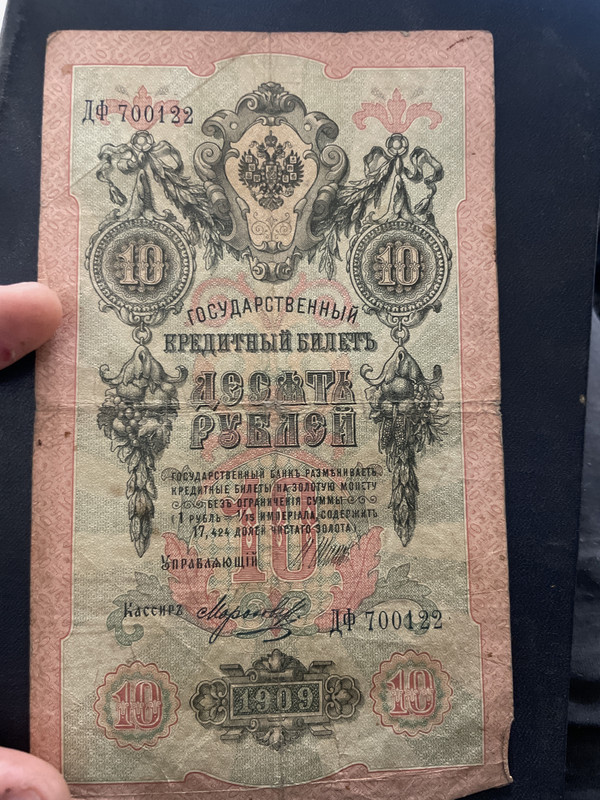 ДФ 700122
10 10
ГОСУДАРСТВЕННЫЙ
КРЕДИТНЫЙ БИЛЕТЪ
ДЕСЯТЬ
РУБЛЕЙ
ГОСУДАРСТВЕННЫЙ БАНКЪ РАЗМѢНИВАЕТЪ
КРЕДИТНЫЕ БИЛЕТЫ НА ЗОЛОТУЮ МОНЕТУ
БЕЗЪ ОГРАНИЧЕНІЯ СУММЫ
(1 РУБЛЬ = 1/15 ИМПЕРІАЛА, СОДЕРЖИТЪ
17,424 ДОЛЕЙ ЧИСТАГО ЗОЛОТА).
10
УПРАВЛЯЮЩІЙ
КАССИРЪ
ДФ 700122
10 1909 10